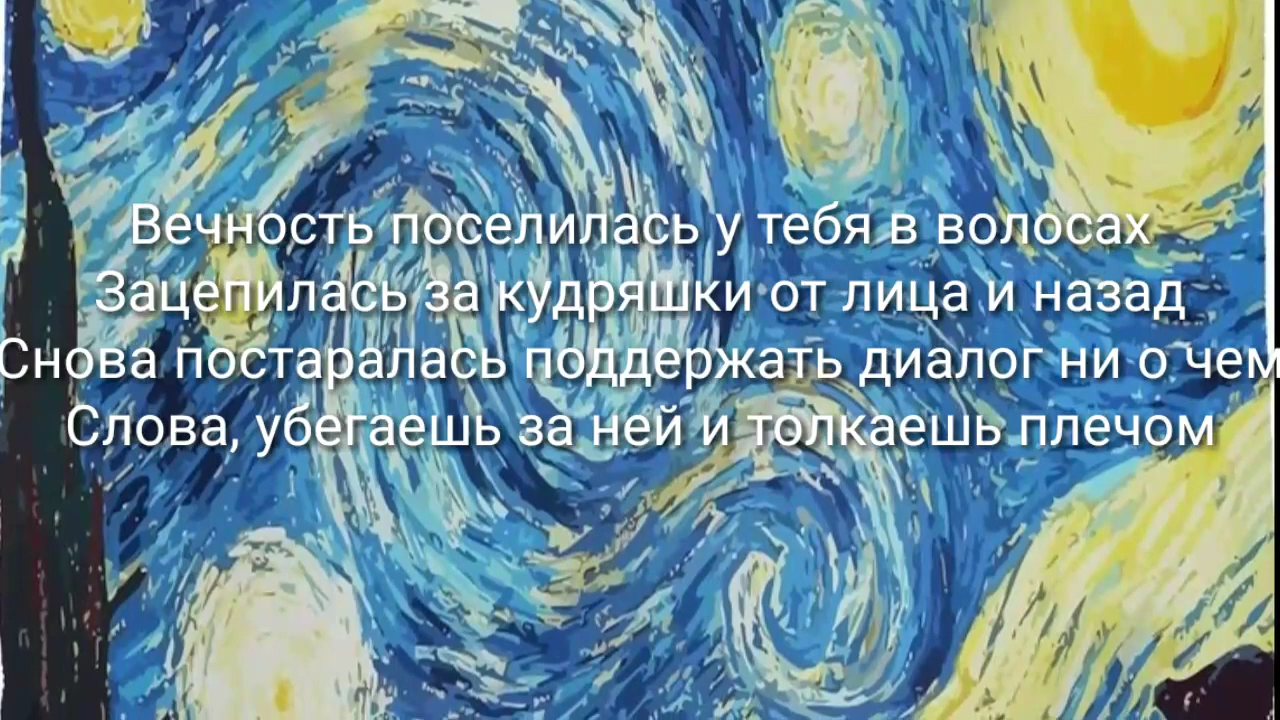 Вечность поселилась у тебя в волосах
Зацепилась за кудряшки от лица и назад
Снова постаралась поддержать диалог ни о чем
Слова, убегаешь за ней и толкаешь плечом